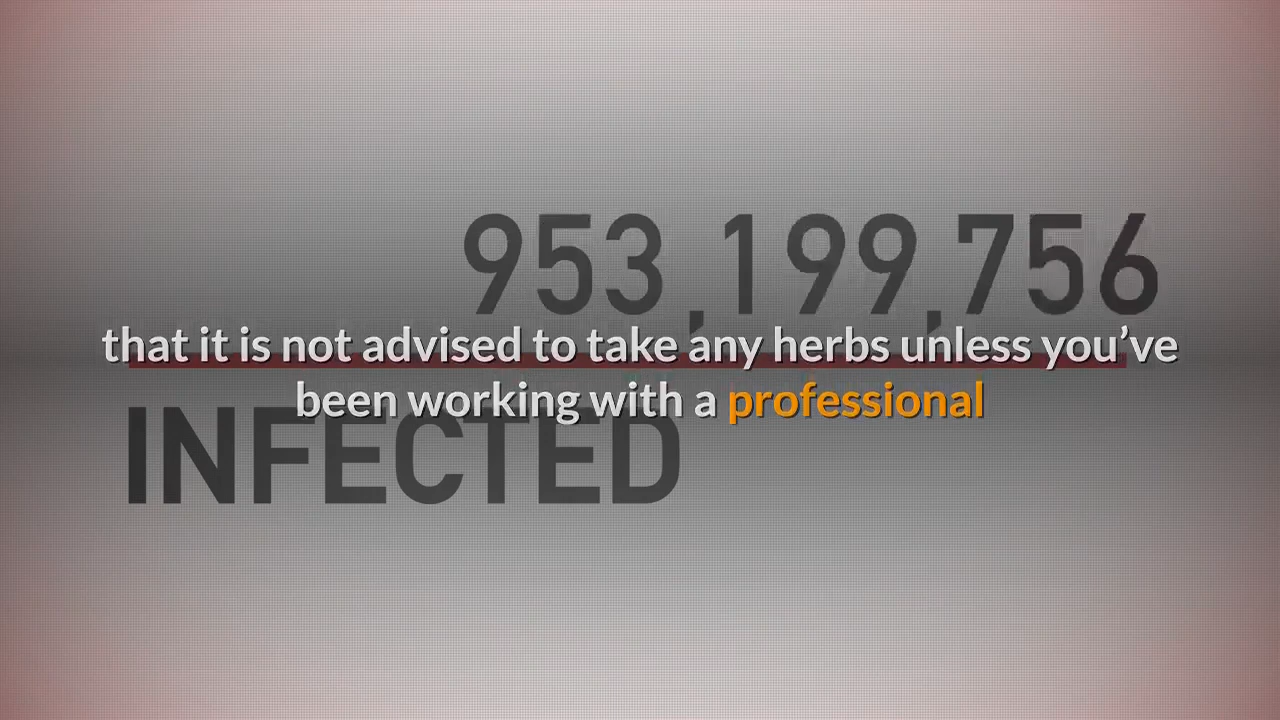 953,199,756
that it is not advised to take any herbs unless you’ve
been working with a professional
INFECTED